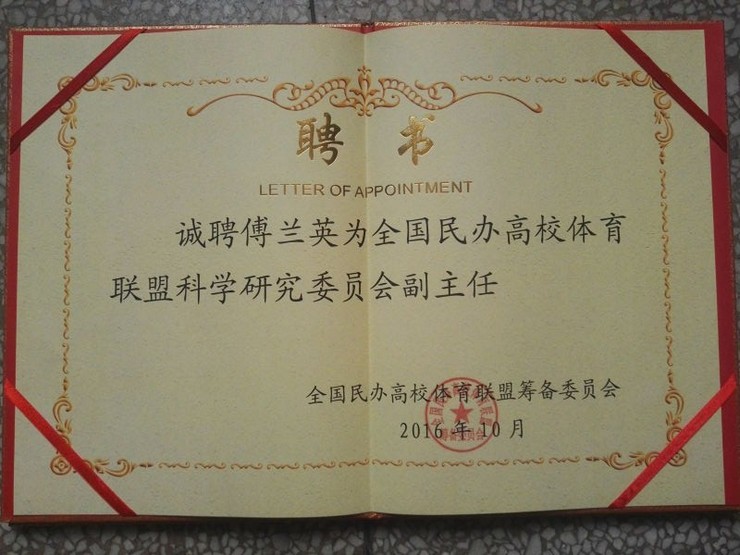 聘书
LETTER OF APPOINTMENT
诚聘傅兰英为全国民办高校体育
联盟科学研究委员会副主任
全国民办高校体育联盟筹备委员会
2016年10月